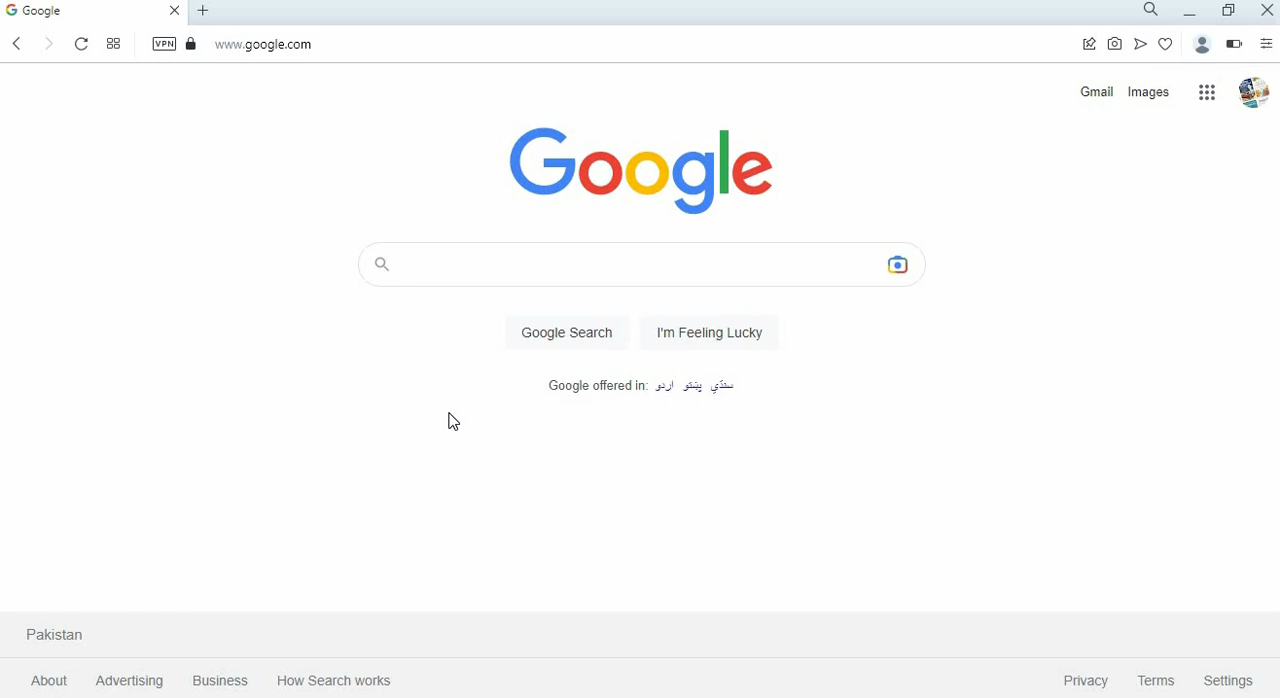 Google
VPN www.google.com
Gmail Images
Google
Google Search I'm Feeling Lucky
Google offered in: اردو پښتو سنڌي
Pakistan
About Advertising Business How Search works Privacy Terms Settings